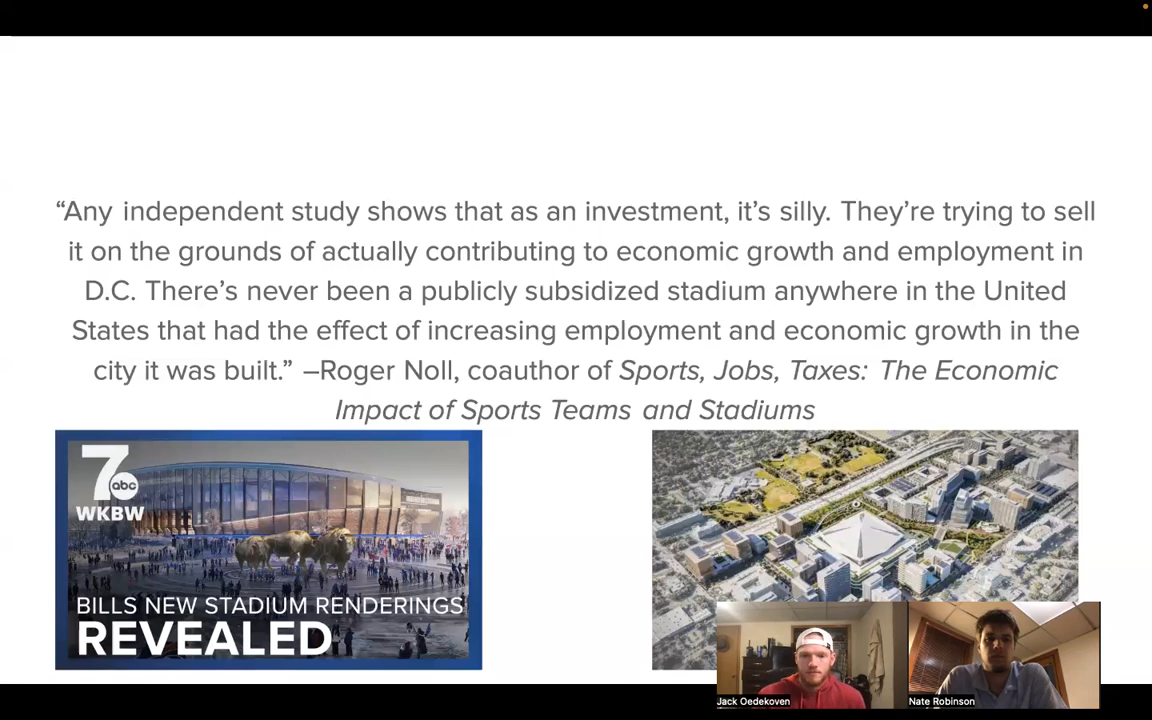 “Any independent study shows that as an investment, it’s silly. They’re trying to sell
it on the grounds of actually contributing to economic growth and employment in
D.C. There’s never been a publicly subsidized stadium anywhere in the United
States that had the effect of increasing employment and economic growth in the
city it was built.” –Roger Noll, coauthor of Sports, Jobs, Taxes: The Economic
Impact of Sports Teams and Stadiums
7
abc
WKBW
BILLS NEW STADIUM RENDERINGS
REVEALED
Jack Oedekoven
Nate Robinson